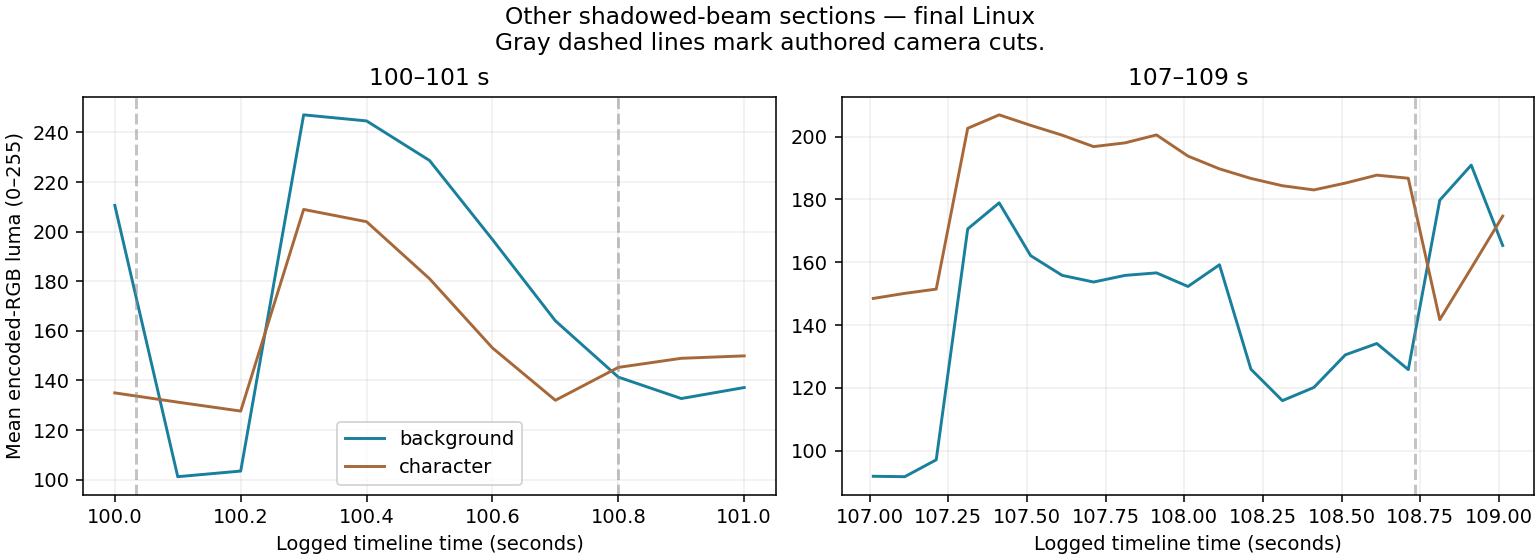 Other shadowed-beam sections — final Linux
Gray dashed lines mark authored camera cuts.
100–101 s
Mean encoded-RGB luma (0–255)
240
220
200
180
160
140
120
100
background
character
100.0 100.2 100.4 100.6 100.8 101.0
Logged timeline time (seconds)
107–109 s
200
180
160
140
120
100
107.00 107.25 107.50 107.75 108.00 108.25 108.50 108.75 109.00
Logged timeline time (seconds)